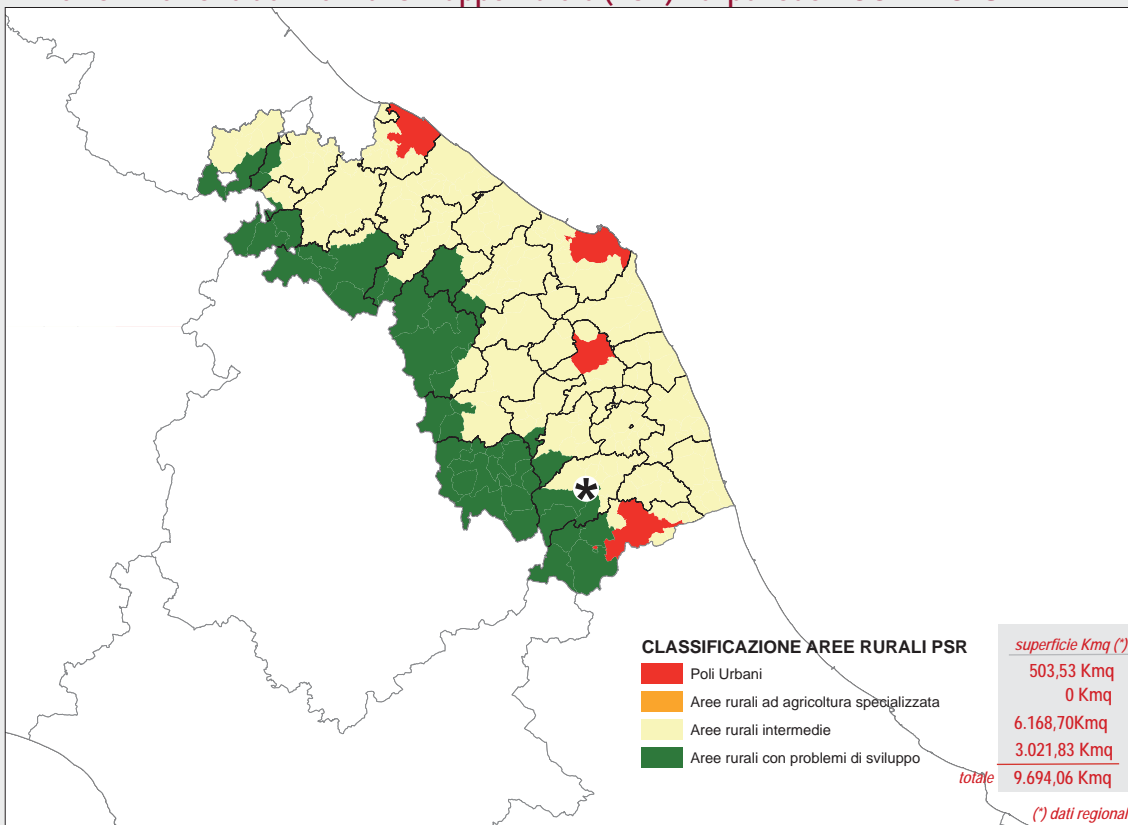 CLASSIFICAZIONE AREE RURALI PSR
superficie Kmq (*)
Poli Urbani
503,53 Kmq
Aree rurali ad agricoltura specializzata
0 Kmq
Aree rurali intermedie
6.168,70Kmq
Aree rurali con problemi di sviluppo
3.021,83 Kmq
totale 9.694,06 Kmq
(*) dati regional
*